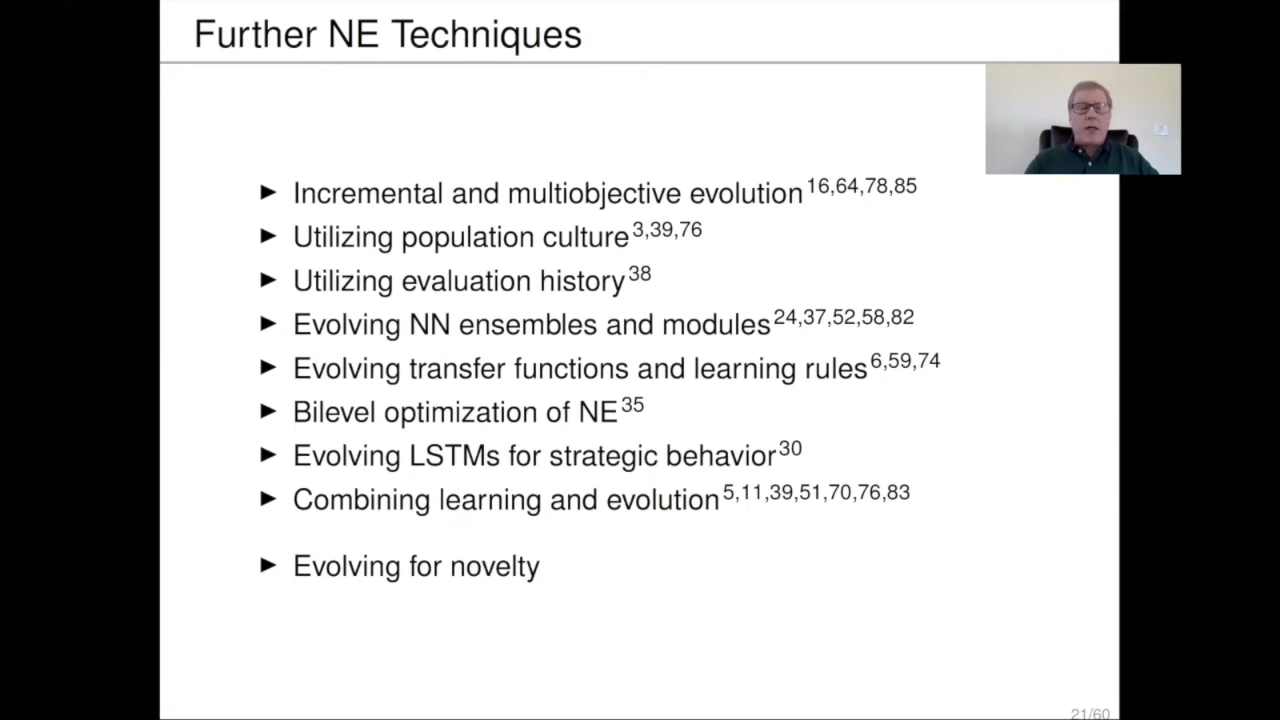 Further NE Techniques
► Incremental and multiobjective evolution16,64,78,85
► Utilizing population culture3,39,76
► Utilizing evaluation history38
► Evolving NN ensembles and modules24,37,52,58,82
► Evolving transfer functions and learning rules6,59,74
► Bilevel optimization of NE35
► Evolving LSTMs for strategic behavior30
► Combining learning and evolution5,11,39,51,70,76,83
► Evolving for novelty
21/60